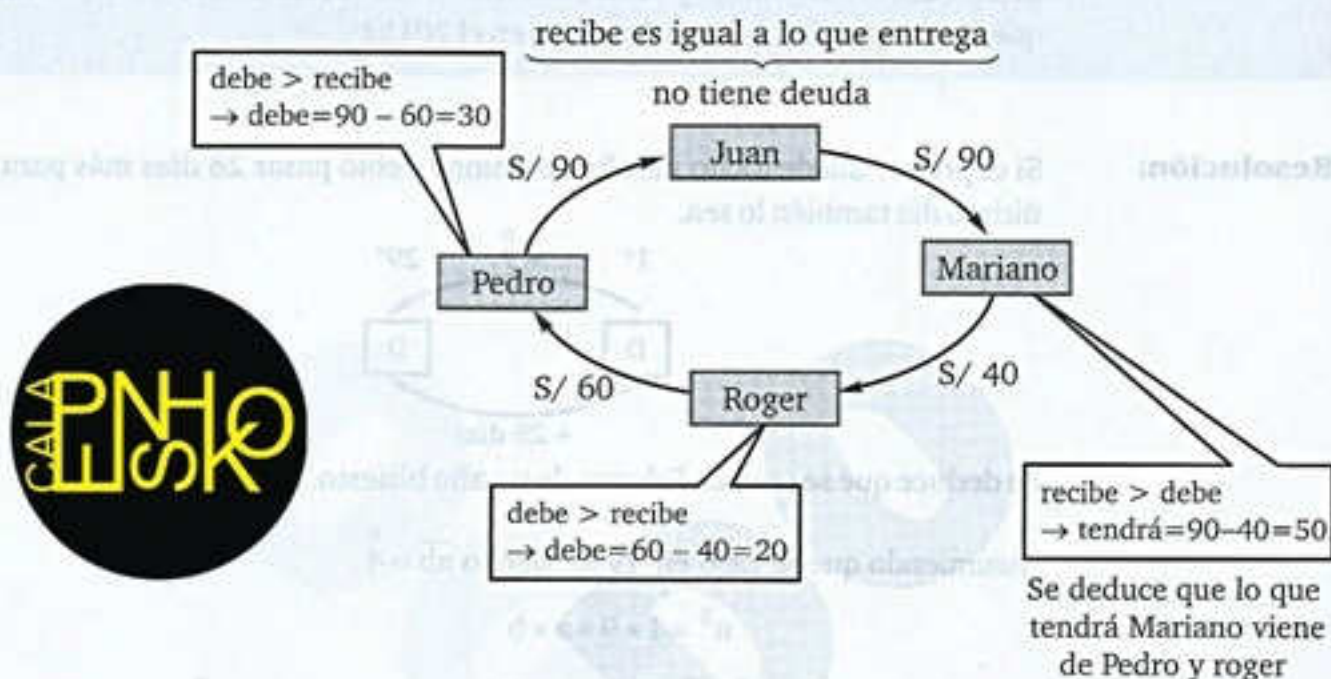 recibe es igual a lo que entrega
no tiene deuda
debe > recibe
→ debe=90 – 60=30
S/ 90
Juan
S/ 90
Pedro
Mariano
S/ 60
Roger
S/ 40
debe > recibe
→ debe=60 – 40=20
recibe > debe
→ tendrá=90–40=50
Se deduce que lo que
tendrá Mariano viene
de Pedro y roger
CALA
PENSHKO